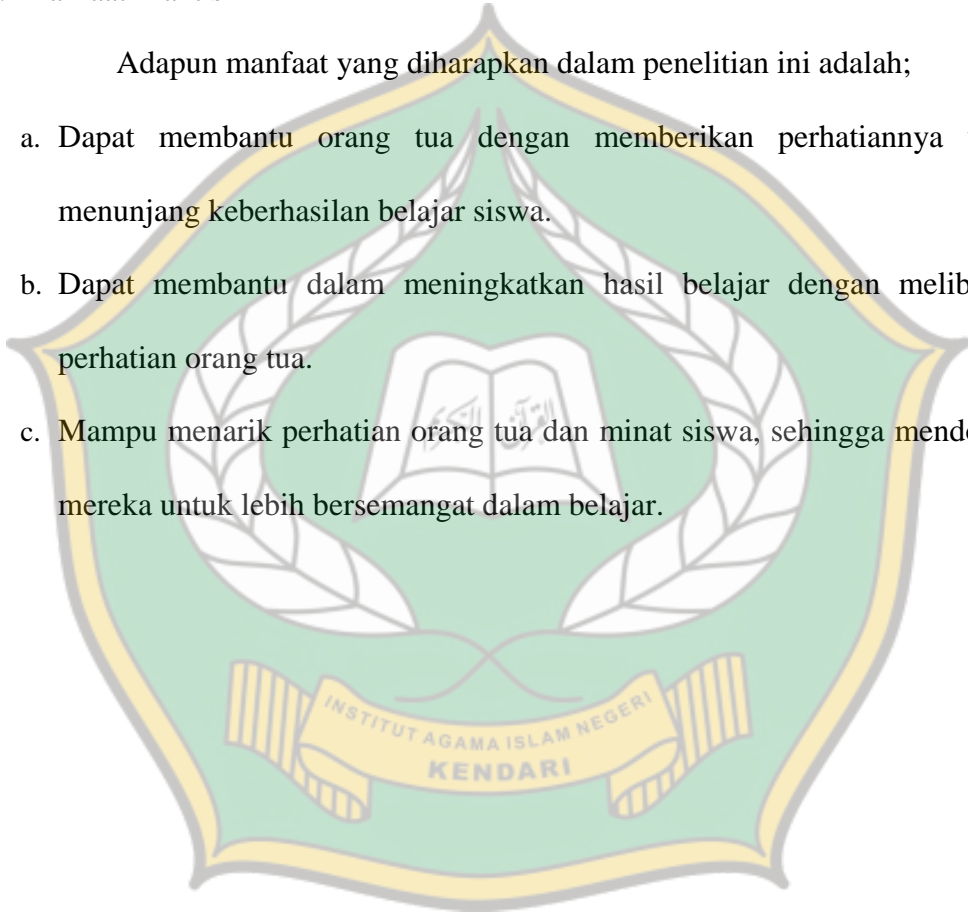 Adapun manfaat yang diharapkan dalam penelitian ini adalah;
a. Dapat membantu orang tua dengan memberikan perhatiannya
menunjang keberhasilan belajar siswa.
b. Dapat membantu dalam meningkatkan hasil belajar dengan
perhatian orang tua.
القرآن الكريم
c. Mampu menarik perhatian orang tua dan minat siswa, sehingga
mereka untuk lebih bersemangat dalam belajar.
INSTITUT AGAMA ISLAM NEGERI
KENDARI